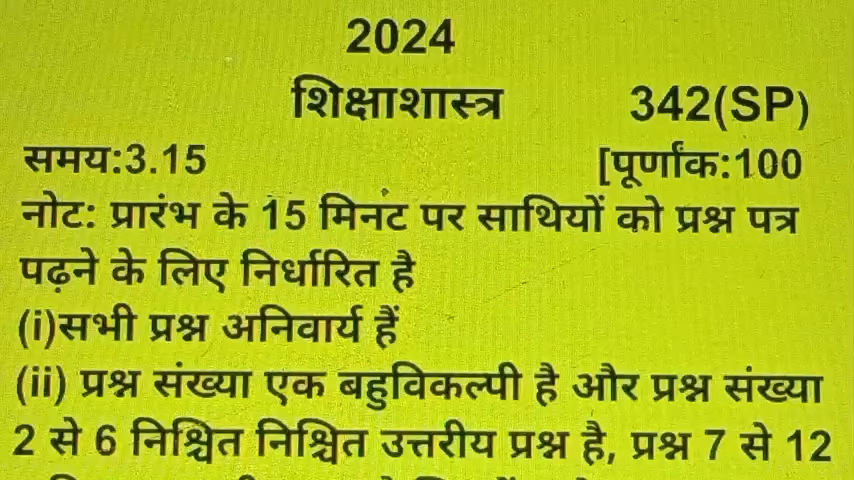 2024
शिक्षाशास्त्र 342(SP)
समय:3.15 [पूर्णांक:100
नोट: प्रारंभ के 15 मिनट पर साथियों को प्रश्न पत्र
पढ़ने के लिए निर्धारित है
(i)सभी प्रश्न अनिवार्य हैं
(ii) प्रश्न संख्या एक बहुविकल्पी है और प्रश्न संख्या
2 से 6 निश्चित निश्चित उत्तरीय प्रश्न है, प्रश्न 7 से 12